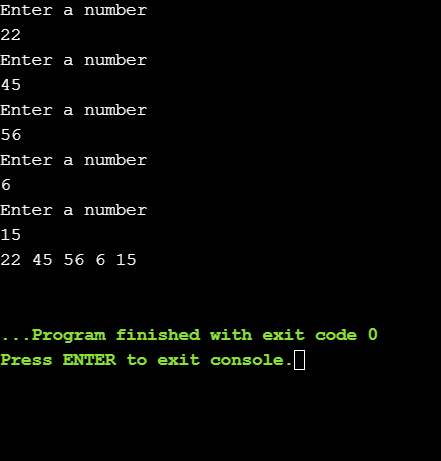 Enter a number
22
Enter a number
45
Enter a number
56
Enter a number
6
Enter a number
15
22 45 56 6 15
...Program finished with exit code 0
Press ENTER to exit console.